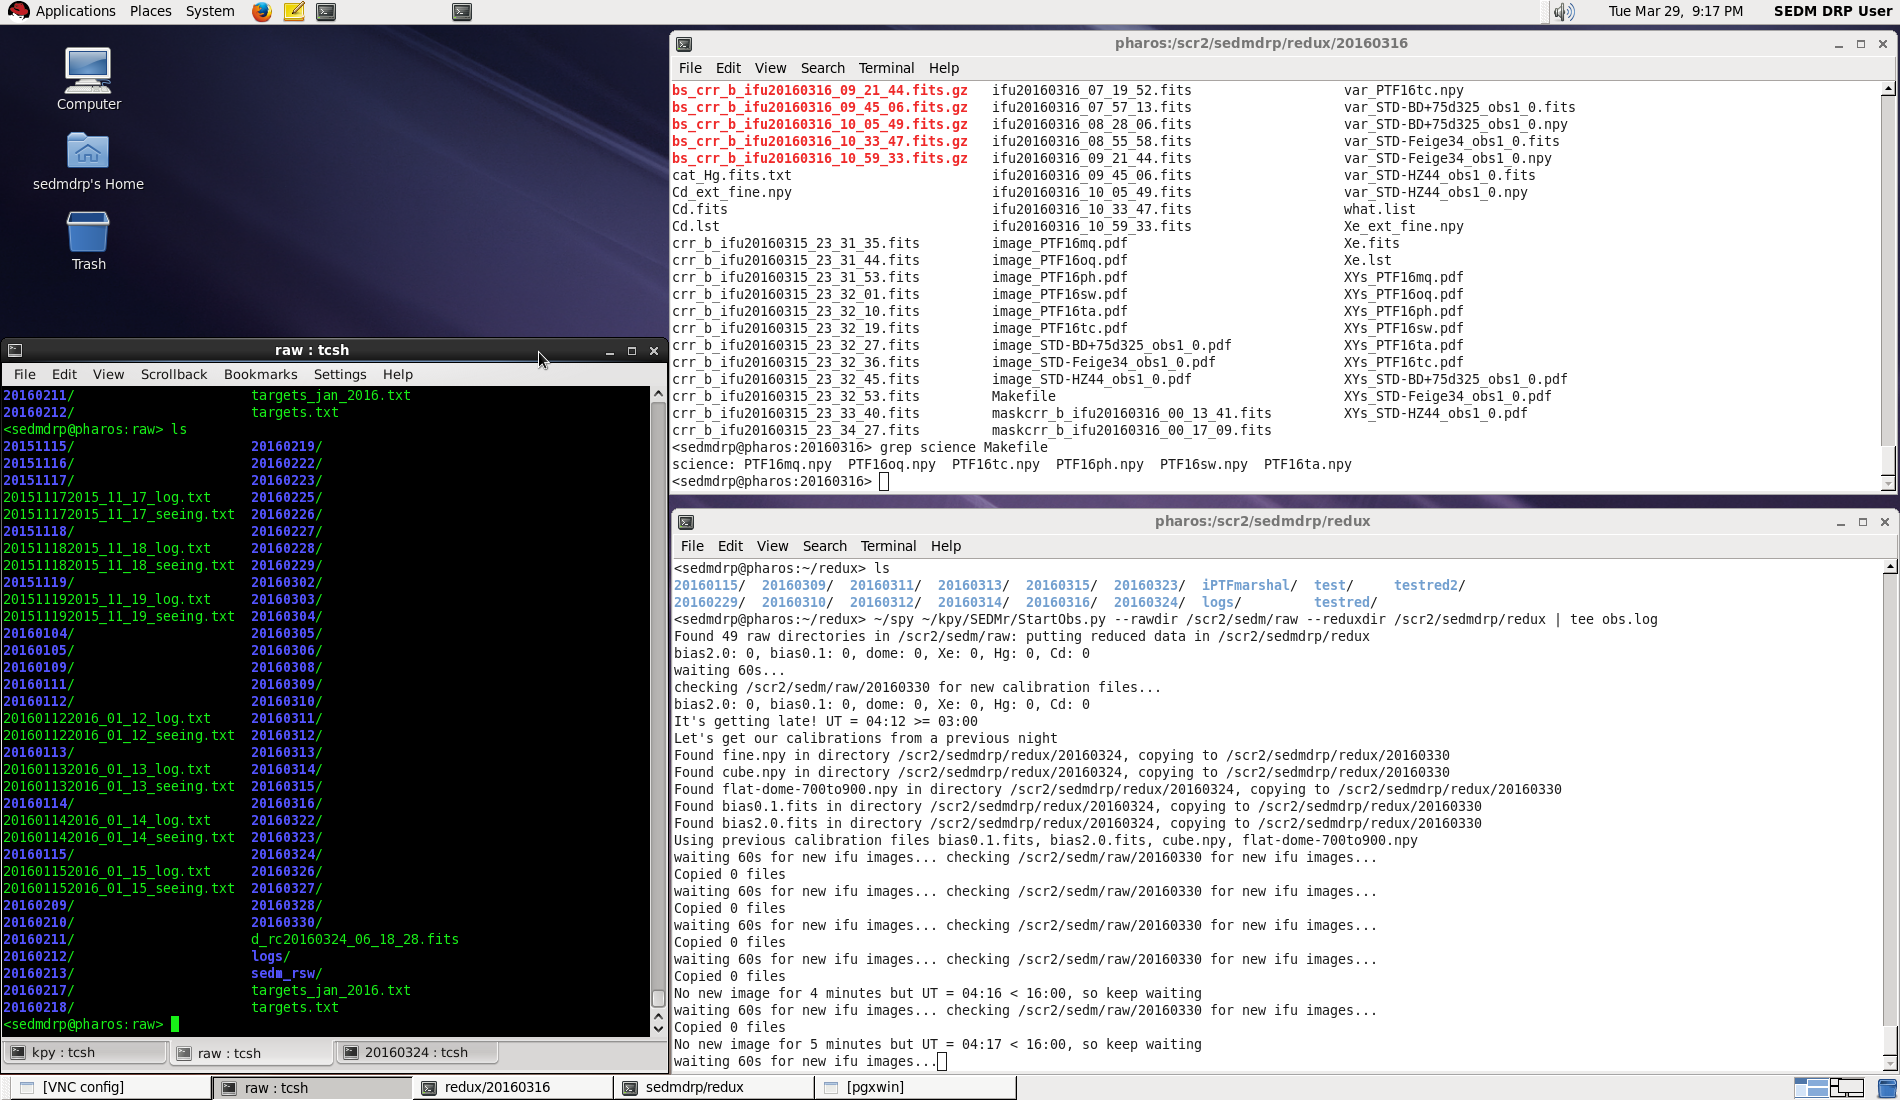 Applications Places System Tue Mar 29, 9:17 PM SEDM DRP User
Computer
sedmdrp's Home
Trash
pharos:/scr2/sedmdrp/redux/20160316
File Edit View Search Terminal Help
bs_crr_b_ifu20160316_09_21_44.fits.gz ifu20160316_07_19_52.fits var_PTF16tc.npy
bs_crr_b_ifu20160316_09_45_06.fits.gz ifu20160316_07_57_13.fits var_STD-BD+75d325_obs1_0.fits
bs_crr_b_ifu20160316_10_05_49.fits.gz ifu20160316_08_28_06.fits var_STD-BD+75d325_obs1_0.npy
bs_crr_b_ifu20160316_10_33_47.fits.gz ifu20160316_08_55_58.fits var_STD-Feige34_obs1_0.fits
bs_crr_b_ifu20160316_10_59_33.fits.gz ifu20160316_09_21_44.fits var_STD-Feige34_obs1_0.npy
cat_Hg.fits.txt ifu20160316_09_45_06.fits var_STD-HZ44_obs1_0.fits
Cd_ext_fine.npy ifu20160316_10_05_49.fits var_STD-HZ44_obs1_0.npy
Cd.fits ifu20160316_10_33_47.fits what.list
Cd.lst ifu20160316_10_59_33.fits Xe_ext_fine.npy
crr_b_ifu20160315_23_31_35.fits image_PTF16mq.pdf Xe.fits
crr_b_ifu20160315_23_31_44.fits image_PTF16oq.pdf Xe.lst
crr_b_ifu20160315_23_31_53.fits image_PTF16ph.pdf XYs_PTF16mq.pdf
crr_b_ifu20160315_23_32_01.fits image_PTF16sw.pdf XYs_PTF16oq.pdf
crr_b_ifu20160315_23_32_10.fits image_PTF16ta.pdf XYs_PTF16ph.pdf
crr_b_ifu20160315_23_32_19.fits image_PTF16tc.pdf XYs_PTF16sw.pdf
crr_b_ifu20160315_23_32_27.fits image_STD-BD+75d325_obs1_0.pdf XYs_PTF16ta.pdf
crr_b_ifu20160315_23_32_36.fits image_STD-Feige34_obs1_0.pdf XYs_PTF16tc.pdf
crr_b_ifu20160315_23_32_45.fits image_STD-HZ44_obs1_0.pdf XYs_STD-BD+75d325_obs1_0.pdf
crr_b_ifu20160315_23_32_53.fits Makefile XYs_STD-Feige34_obs1_0.pdf
crr_b_ifu20160315_23_33_40.fits maskcrr_b_ifu20160316_00_13_41.fits XYs_STD-HZ44_obs1_0.pdf
crr_b_ifu20160315_23_34_27.fits maskcrr_b_ifu20160316_00_17_09.fits
<sedmdrp@pharos:20160316> grep science Makefile
science: PTF16mq.npy PTF16oq.npy PTF16tc.npy PTF16ph.npy PTF16sw.npy PTF16ta.npy
<sedmdrp@pharos:20160316>
raw : tcsh
File Edit View Scrollback Bookmarks Settings Help
20160211/ targets_jan_2016.txt
20160212/ targets.txt
<sedmdrp@pharos:raw> ls
20151115/ 20160219/
20151116/ 20160222/
20151117/ 20160223/
201511172015_11_17_log.txt 20160225/
201511172015_11_17_seeing.txt 20160226/
20151118/ 20160227/
201511182015_11_18_log.txt 20160228/
201511182015_11_18_seeing.txt 20160229/
20151119/ 20160302/
201511192015_11_19_log.txt 20160303/
201511192015_11_19_seeing.txt 20160304/
20160104/ 20160305/
20160105/ 20160306/
20160109/ 20160308/
20160111/ 20160309/
20160112/ 20160310/
201601122016_01_12_log.txt 20160311/
201601122016_01_12_seeing.txt 20160312/
20160113/ 20160313/
201601132016_01_13_log.txt 20160314/
201601132016_01_13_seeing.txt 20160315/
20160114/ 20160316/
201601142016_01_14_log.txt 20160322/
201601142016_01_14_seeing.txt 20160323/
20160115/ 20160324/
201601152016_01_15_log.txt 20160326/
201601152016_01_15_seeing.txt 20160327/
20160209/ 20160328/
20160210/ 20160330/
20160211/ d_rc20160324_06_18_28.fits
20160212/ logs/
20160213/ sedm_rsw/
20160217/ targets_jan_2016.txt
20160218/ targets.txt
<sedmdrp@pharos:raw>
kpy : tcsh raw : tcsh 20160324 : tcsh
pharos:/scr2/sedmdrp/redux
File Edit View Search Terminal Help
<sedmdrp@pharos:~/redux> ls
20160115/ 20160309/ 20160311/ 20160313/ 20160315/ 20160323/ iPTFmarshal/ test/ testred2/
20160229/ 20160310/ 20160312/ 20160314/ 20160316/ 20160324/ logs/ testred/
<sedmdrp@pharos:~/redux> ~/spy ~/kpy/SEDMr/StartObs.py --rawdir /scr2/sedm/raw --reduxdir /scr2/sedmdrp/redux | tee obs.log
Found 49 raw directories in /scr2/sedm/raw: putting reduced data in /scr2/sedmdrp/redux
bias2.0: 0, bias0.1: 0, dome: 0, Xe: 0, Hg: 0, Cd: 0
waiting 60s...
checking /scr2/sedm/raw/20160330 for new calibration files...
bias2.0: 0, bias0.1: 0, dome: 0, Xe: 0, Hg: 0, Cd: 0
It's getting late! UT = 04:12 >= 03:00
Let's get our calibrations from a previous night
Found fine.npy in directory /scr2/sedmdrp/redux/20160324, copying to /scr2/sedmdrp/redux/20160330
Found cube.npy in directory /scr2/sedmdrp/redux/20160324, copying to /scr2/sedmdrp/redux/20160330
Found flat-dome-700to900.npy in directory /scr2/sedmdrp/redux/20160324, copying to /scr2/sedmdrp/redux/20160330
Found bias0.1.fits in directory /scr2/sedmdrp/redux/20160324, copying to /scr2/sedmdrp/redux/20160330
Found bias2.0.fits in directory /scr2/sedmdrp/redux/20160324, copying to /scr2/sedmdrp/redux/20160330
Using previous calibration files bias0.1.fits, bias2.0.fits, cube.npy, flat-dome-700to900.npy
waiting 60s for new ifu images... checking /scr2/sedm/raw/20160330 for new ifu images...
Copied 0 files
waiting 60s for new ifu images... checking /scr2/sedm/raw/20160330 for new ifu images...
Copied 0 files
waiting 60s for new ifu images... checking /scr2/sedm/raw/20160330 for new ifu images...
Copied 0 files
waiting 60s for new ifu images... checking /scr2/sedm/raw/20160330 for new ifu images...
Copied 0 files
No new image for 4 minutes but UT = 04:16 < 16:00, so keep waiting
waiting 60s for new ifu images... checking /scr2/sedm/raw/20160330 for new ifu images...
Copied 0 files
No new image for 5 minutes but UT = 04:17 < 16:00, so keep waiting
waiting 60s for new ifu images...
[VNC config] raw : tcsh redux/20160316 sedmdrp/redux [pgxwin]